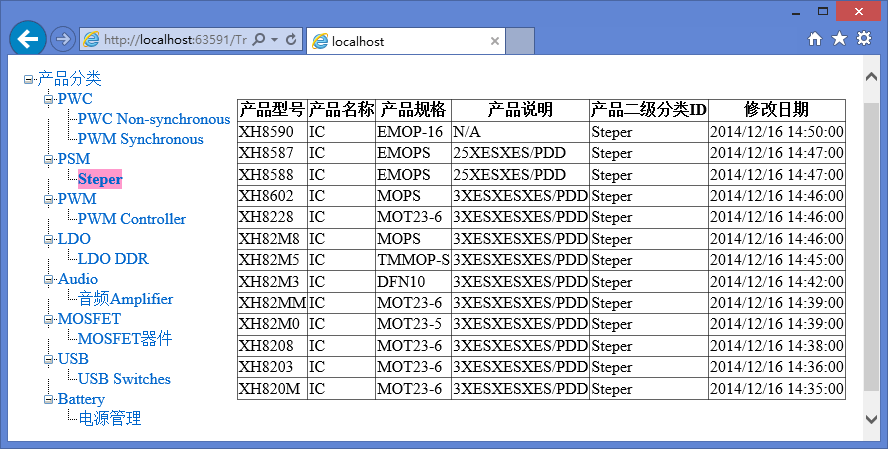 http://localhost:63591/Tr
localhost
产品分类
PWC
PWC Non-synchronous
PWM Synchronous
PSM
Steper
PWM
PWM Controller
LDO
LDO DDR
Audio
音频Amplifier
MOSFET
MOSFET器件
USB
USB Switches
Battery
电源管理
产品型号 产品名称 产品规格 产品说明 产品二级分类ID 修改日期
XH8590 IC EMOP-16 N/A Steper 2014/12/16 14:50:00
XH8587 IC EMOPS 25XESXES/PDD Steper 2014/12/16 14:47:00
XH8588 IC EMOPS 25XESXES/PDD Steper 2014/12/16 14:47:00
XH8602 IC MOPS 3XESXESXES/PDD Steper 2014/12/16 14:46:00
XH8228 IC MOT23-6 3XESXESXES/PDD Steper 2014/12/16 14:46:00
XH82M8 IC MOPS 3XESXESXES/PDD Steper 2014/12/16 14:46:00
XH82M5 IC TMMOP-S 3XESXESXES/PDD Steper 2014/12/16 14:45:00
XH82M3 IC DFN10 3XESXESXES/PDD Steper 2014/12/16 14:42:00
XH82MM IC MOT23-6 3XESXESXES/PDD Steper 2014/12/16 14:39:00
XH82M0 IC MOT23-5 3XESXESXES/PDD Steper 2014/12/16 14:39:00
XH8208 IC MOT23-6 3XESXESXES/PDD Steper 2014/12/16 14:38:00
XH8203 IC MOT23-6 3XESXESXES/PDD Steper 2014/12/16 14:36:00
XH820M IC MOT23-6 3XESXESXES/PDD Steper 2014/12/16 14:35:00